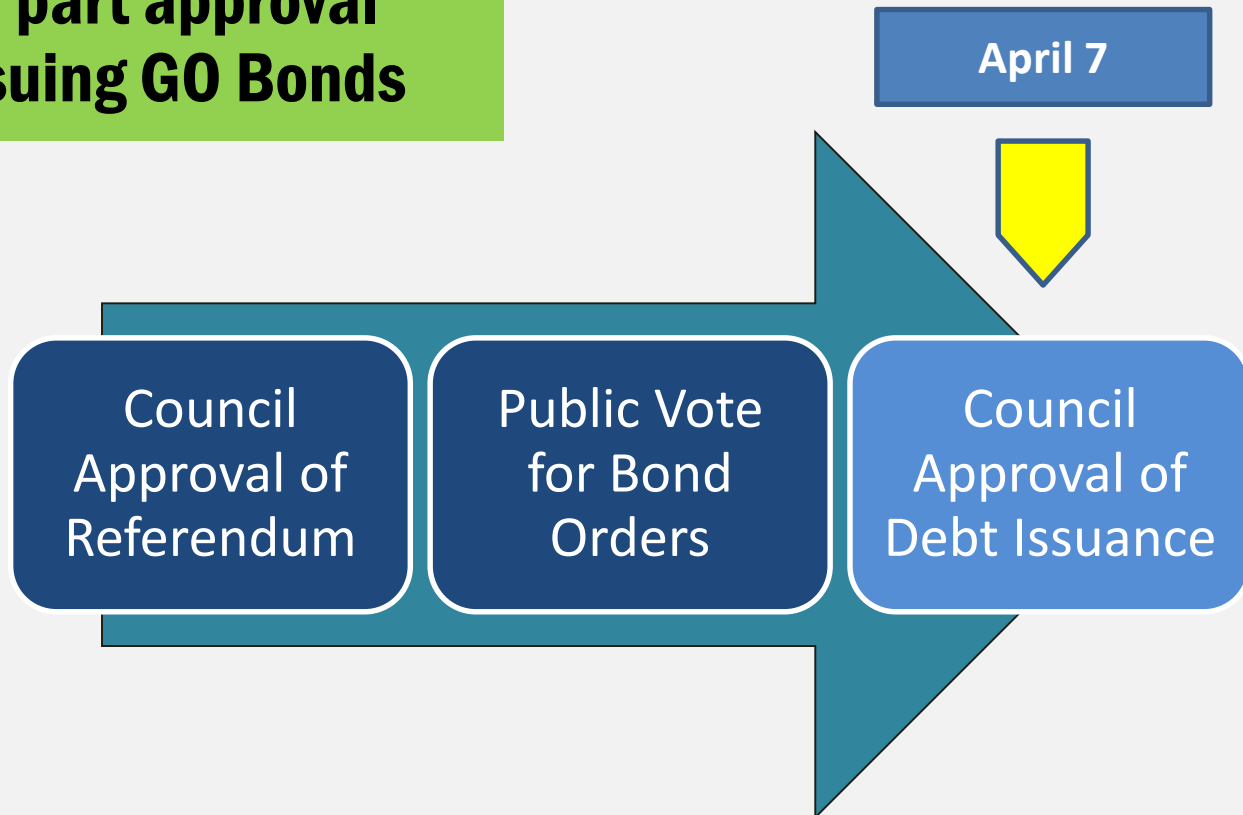 part approval
suing GO Bonds
April 7
Council
Approval of
Referendum
Public Vote
for Bond
Orders
Council
Approval of
Debt Issuance